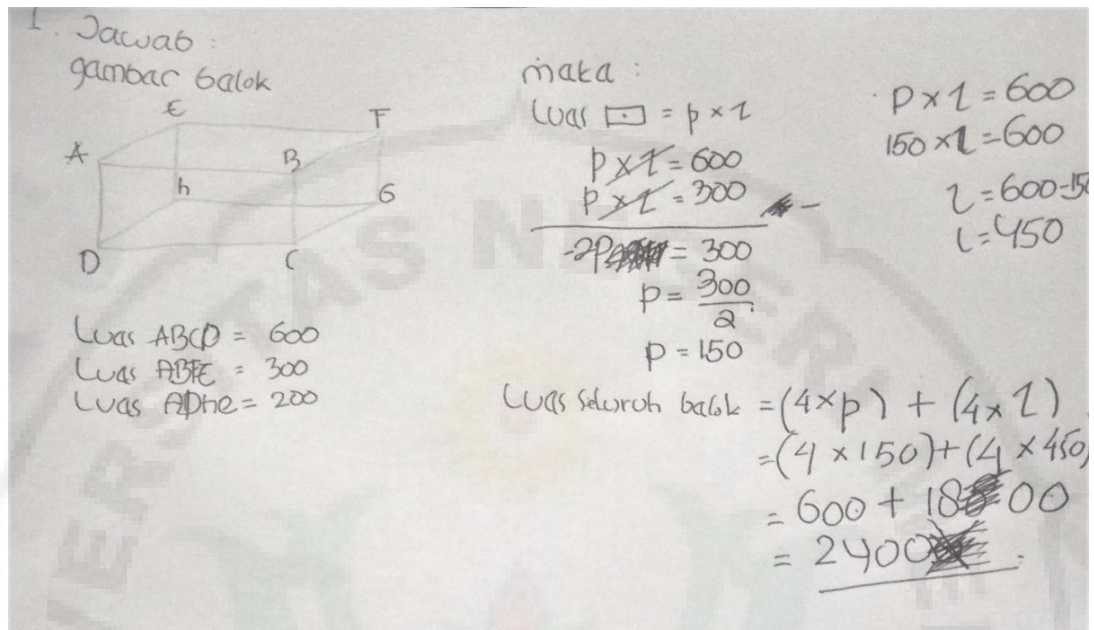 1. Jawab :
gambar balok
E
F
A
B
h
G
D
C
Luas ABCD = 600
Luas ABFE = 300
Luas ADhe = 200
maka :
Luas = p x l
p x l = 600
p x l = 300 -
-2p = 300
p = 300
2
p = 150
p x l = 600
150 x l = 600
l = 600-150
l = 450
Luas seluruh balok = (4xp) + (4x l)
= (4 x 150) + (4 x 450)
= 600 + 1800
= 2400